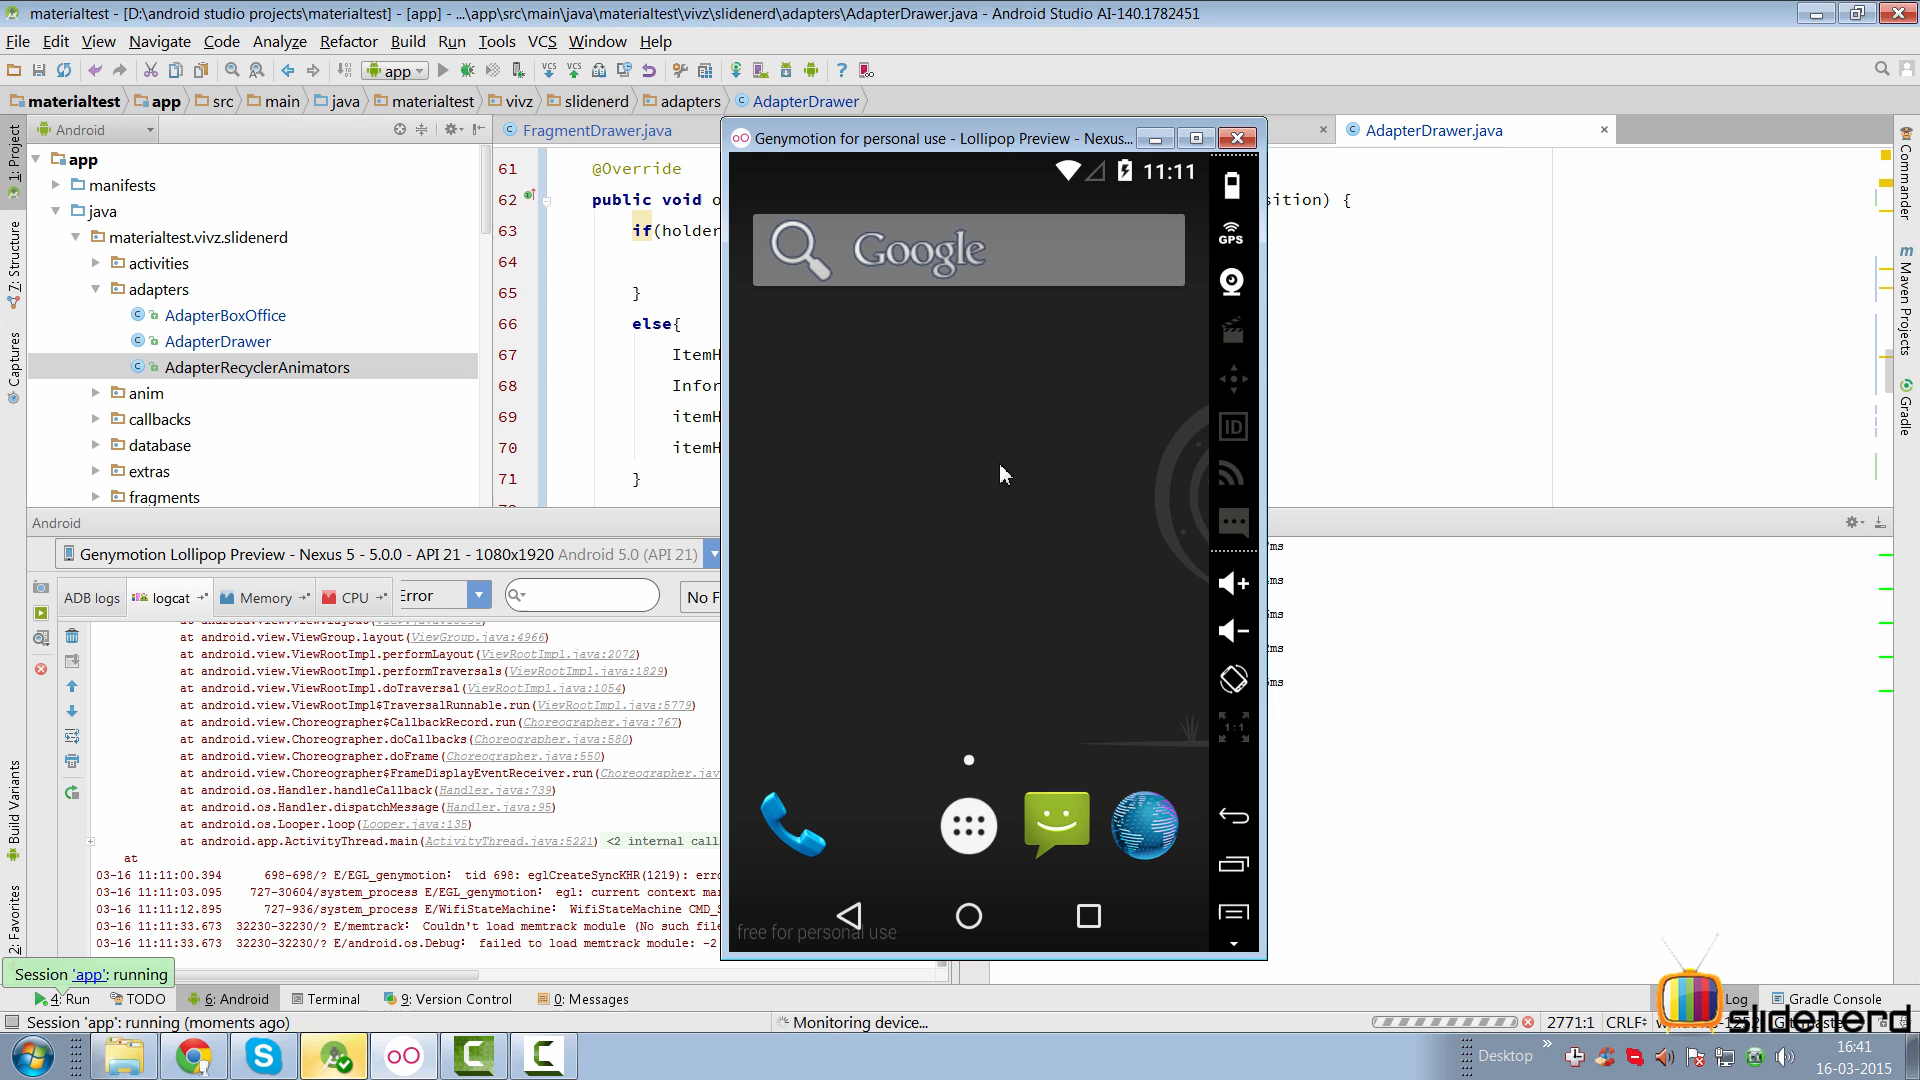 materialtest - [D:\android studio projects\materialtest] - [app] - ...\app\src\main\java\materialtest\vivz\slidenerd\adapters\AdapterDrawer.java - Android Studio AI-140.1782451
File Edit View Navigate Code Analyze Refactor Build Run Tools VCS Window Help
app
materialtest app src main java materialtest vivz slidenerd adapters AdapterDrawer
Android
FragmentDrawer.java
AdapterDrawer.java
Genymotion for personal use - Lollipop Preview - Nexus...
11:11
Google
GPS
ID
1:1
free for personal use
1: Project
7: Structure
Captures
Build Variants
2: Favorites
Commander
Maven Projects
Gradle
app
manifests
java
materialtest.vivz.slidenerd
activities
adapters
AdapterBoxOffice
AdapterDrawer
AdapterRecyclerAnimators
anim
callbacks
database
extras
fragments
61 @Override
62 public void o sition) {
63 if(holder
64
65 }
66 else{
67 ItemH
68 Infor
69 itemH
70 itemH
71 }
Android
Genymotion Lollipop Preview - Nexus 5 - 5.0.0 - API 21 - 1080x1920 Android 5.0 (API 21)
ADB logs logcat Memory CPU Error No F
at android.view.ViewGroup.layout(ViewGroup.java:4966)
at android.view.ViewRootImpl.performLayout(ViewRootImpl.java:2072)
at android.view.ViewRootImpl.performTraversals(ViewRootImpl.java:1829)
at android.view.ViewRootImpl.doTraversal(ViewRootImpl.java:1054)
at android.view.ViewRootImpl$TraversalRunnable.run(ViewRootImpl.java:5779)
at android.view.Choreographer$CallbackRecord.run(Choreographer.java:767)
at android.view.Choreographer.doCallbacks(Choreographer.java:580)
at android.view.Choreographer.doFrame(Choreographer.java:550)
at android.view.Choreographer$FrameDisplayEventReceiver.run(Choreographer.jav
at android.os.Handler.handleCallback(Handler.java:739)
at android.os.Handler.dispatchMessage(Handler.java:95)
at android.os.Looper.loop(Looper.java:135)
at android.app.ActivityThread.main(ActivityThread.java:5221) <2 internal call
at
03-16 11:11:00.394 698-698/? E/EGL_genymotion: tid 698: eglCreateSyncKHR(1219): erro
03-16 11:11:03.095 727-30604/system_process E/EGL_genymotion: egl: current context ma
03-16 11:11:12.895 727-936/system_process E/WifiStateMachine: WifiStateMachine CMD_S
03-16 11:11:33.673 32230-32230/? E/memtrack: Couldn't load memtrack module (No such file
03-16 11:11:33.673 32230-32230/? E/android.os.Debug: failed to load memtrack module: -2
Session 'app': running
4: Run TODO 6: Android Terminal 9: Version Control 0: Messages Log Gradle Console
Session 'app': running (moments ago) Monitoring device... 2771:1 CRLF
slidenerd
Desktop
16:41
16-03-2015